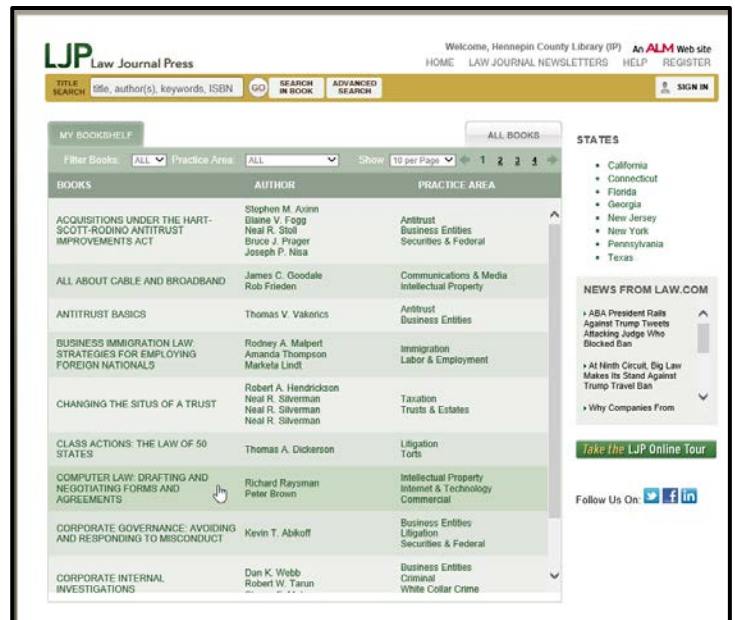 LJP Law Journal Press
Welcome, Hennepin County Library (IP) An ALM Web site
HOME LAW JOURNAL NEWSLETTERS HELP REGISTER
TITLE SEARCH title, author(s), keywords, ISBN GO SEARCH IN BOOK ADVANCED SEARCH SIGN IN
MY BOOKSHELF ALL BOOKS
Filter Books: ALL Practice Area: ALL Show 10 per Page 1 2 3 4
BOOKS AUTHOR PRACTICE AREA
ACQUISITIONS UNDER THE HART-
SCOTT-RODINO ANTITRUST
IMPROVEMENTS ACT
Stephen M. Axinn
Blaine V. Fogg
Neal R. Stoll
Bruce J. Prager
Joseph P. Nisa
Antitrust
Business Entities
Securities & Federal
ALL ABOUT CABLE AND BROADBAND
James C. Goodale
Rob Frieden
Communications & Media
Intellectual Property
ANTITRUST BASICS
Thomas V. Vakerics
Antitrust
Business Entities
BUSINESS IMMIGRATION LAW:
STRATEGIES FOR EMPLOYING
FOREIGN NATIONALS
Rodney A. Malpert
Amanda Thompson
Marketa Lindt
Immigration
Labor & Employment
CHANGING THE SITUS OF A TRUST
Robert A. Hendrickson
Neal R. Silverman
Neal R. Silverman
Neal R. Silverman
Taxation
Trusts & Estates
CLASS ACTIONS: THE LAW OF 50
STATES
Thomas A. Dickerson
Litigation
Torts
COMPUTER LAW: DRAFTING AND
NEGOTIATING FORMS AND
AGREEMENTS
Richard Raysman
Peter Brown
Intellectual Property
Internet & Technology
Commercial
CORPORATE GOVERNANCE: AVOIDING
AND RESPONDING TO MISCONDUCT
Kevin T. Abikoff
Business Entities
Litigation
Securities & Federal
CORPORATE INTERNAL
INVESTIGATIONS
Dan K. Webb
Robert W. Tarun
Business Entities
Criminal
White Collar Crime
STATES
California
Connecticut
Florida
Georgia
New Jersey
New York
Pennsylvania
Texas
NEWS FROM LAW.COM
ABA President Rails
Against Trump Tweets
Attacking Judge Who
Blocked Ban
At Ninth Circuit, Big Law
Makes Its Stand Against
Trump Travel Ban
Why Companies From
Take the LJP Online Tour
Follow Us On: